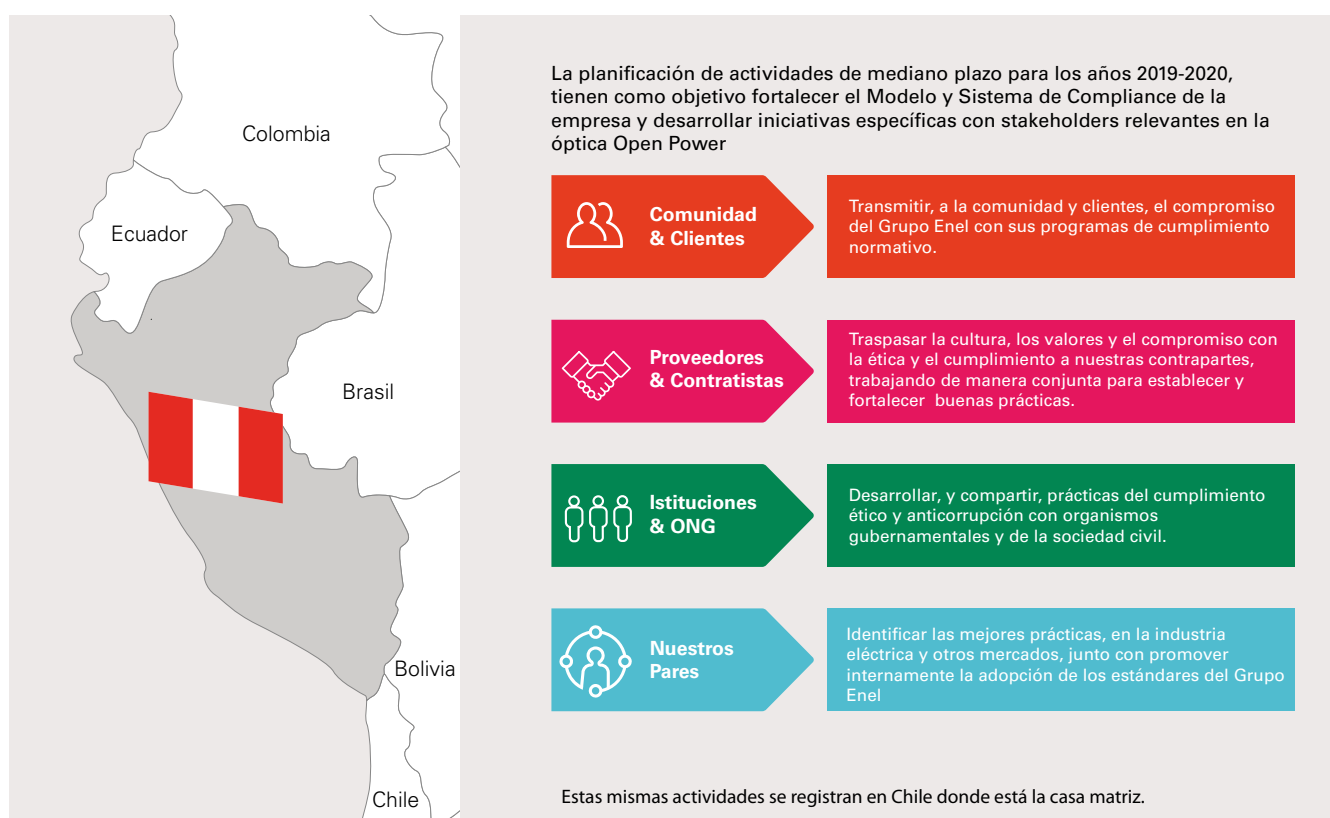 Colombia
Ecuador
Brasil
Bolivia
Chile
La planificación de actividades de mediano plazo para los años 2019-2020,
tienen como objetivo fortalecer el Modelo y Sistema de Compliance de la
empresa y desarrollar iniciativas específicas con stakeholders relevantes en la
óptica Open Power
Comunidad
& Clientes
Transmitir, a la comunidad y clientes, el compromiso
del Grupo Enel con sus programas de cumplimiento
normativo.
Proveedores
& Contratistas
Traspasar la cultura, los valores y el compromiso con
la ética y el cumplimiento a nuestras contrapartes,
trabajando de manera conjunta para establecer y
fortalecer buenas prácticas.
Istituciones
& ONG
Desarrollar, y compartir, prácticas del cumplimiento
ético y anticorrupción con organismos
gubernamentales y de la sociedad civil.
Nuestros
Pares
Identificar las mejores prácticas, en la industria
eléctrica y otros mercados, junto con promover
internamente la adopción de los estándares del Grupo
Enel
Estas mismas actividades se registran en Chile donde está la casa matriz.